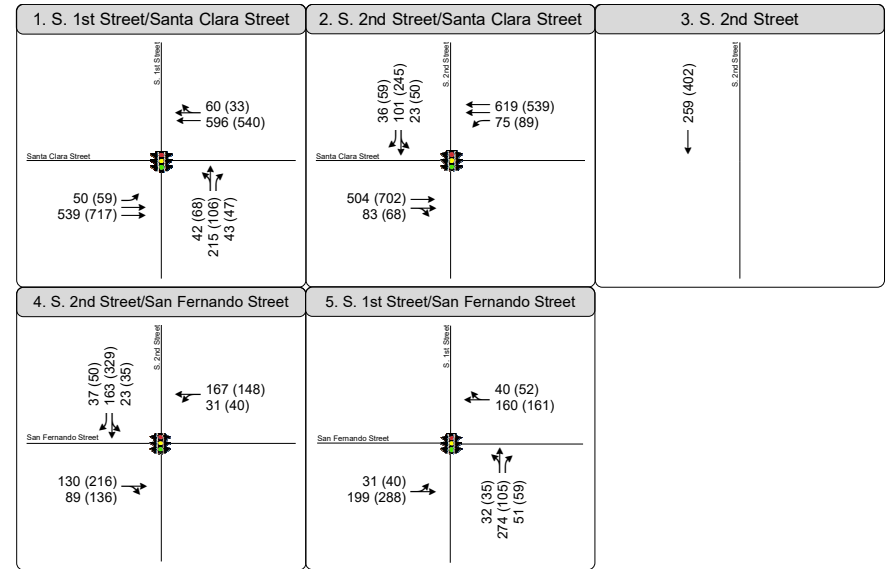 1. S. 1st Street/Santa Clara Street
S. 1st Street
60 (33)
596 (540)
Santa Clara Street
50 (59)
539 (717)
42 (68)
215 (106)
43 (47)
2. S. 2nd Street/Santa Clara Street
S. 2nd Street
36 (59)
101 (245)
23 (50)
619 (539)
75 (89)
Santa Clara Street
504 (702)
83 (68)
3. S. 2nd Street
S. 2nd Street
259 (402)
4. S. 2nd Street/San Fernando Street
S. 2nd Street
37 (50)
163 (329)
23 (35)
167 (148)
31 (40)
San Fernando Street
130 (216)
89 (136)
5. S. 1st Street/San Fernando Street
S. 1st Street
40 (52)
160 (161)
San Fernando Street
31 (40)
199 (288)
32 (35)
274 (105)
51 (59)